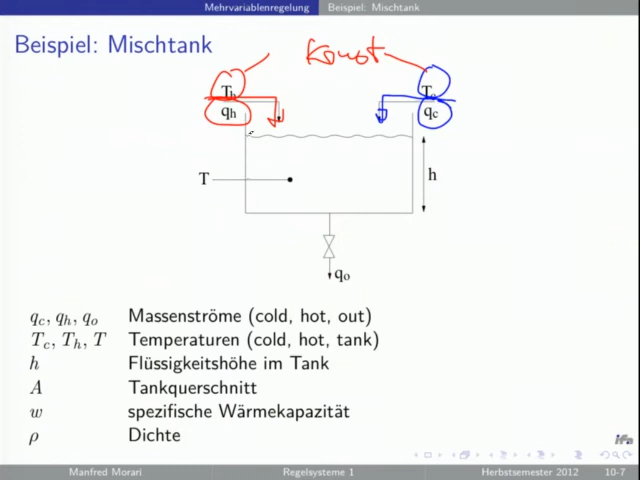 Mehrvariablenregelung Beispiel: Mischtank
Beispiel: Mischtank
Konst
Th
Tc
qh
qc
T
h
qo
qc, qh, qo Massenströme (cold, hot, out)
Tc, Th, T Temperaturen (cold, hot, tank)
h Flüssigkeitshöhe im Tank
A Tankquerschnitt
w spezifische Wärmekapazität
ρ Dichte
ifa
Manfred Morari Regelsysteme 1 Herbstsemester 2012 10-7